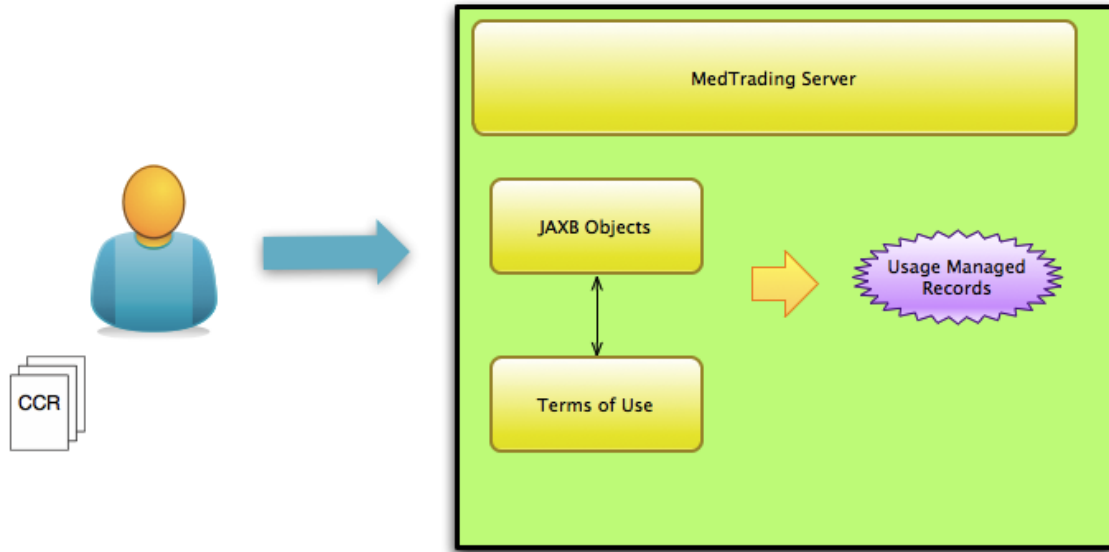 MedTrading Server
JAXB Objects
Usage Managed
Records
Terms of Use
CCR